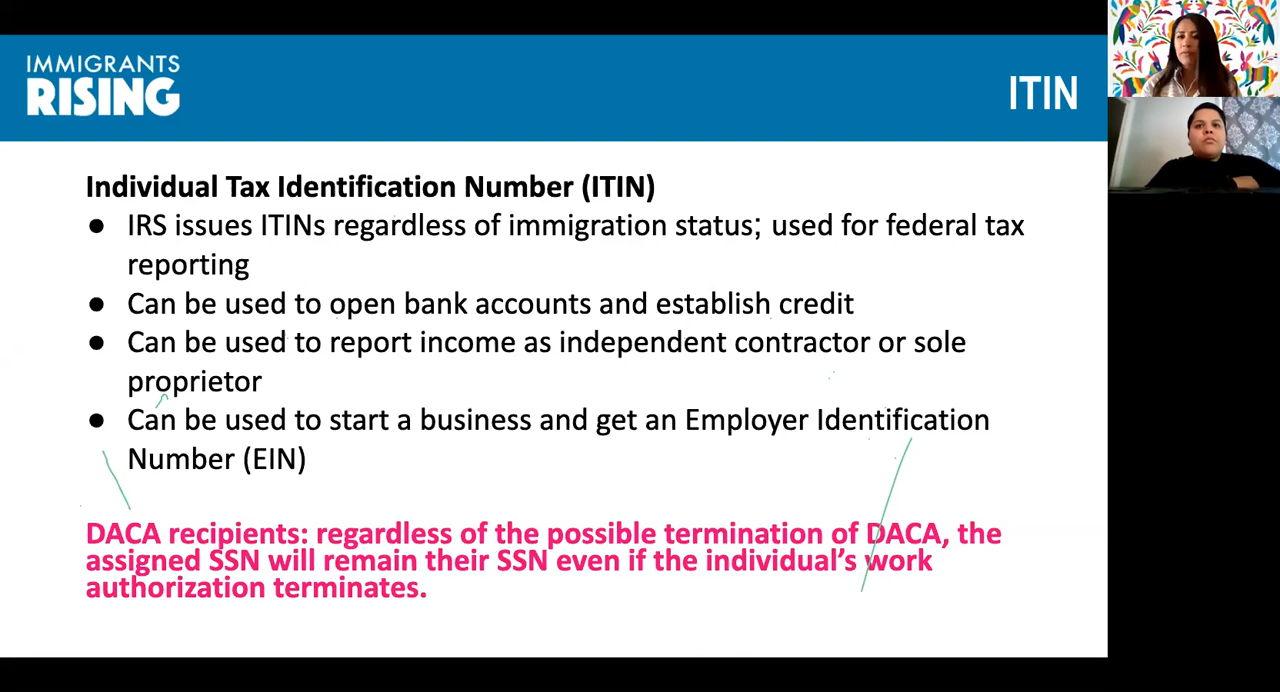 IMMIGRANTS
RISING
ITIN
Individual Tax Identification Number (ITIN)
● IRS issues ITINs regardless of immigration status; used for federal tax
reporting
● Can be used to open bank accounts and establish credit
● Can be used to report income as independent contractor or sole
proprietor
● Can be used to start a business and get an Employer Identification
Number (EIN)
DACA recipients: regardless of the possible termination of DACA, the
assigned SSN will remain their SSN even if the individual's work
authorization terminates.